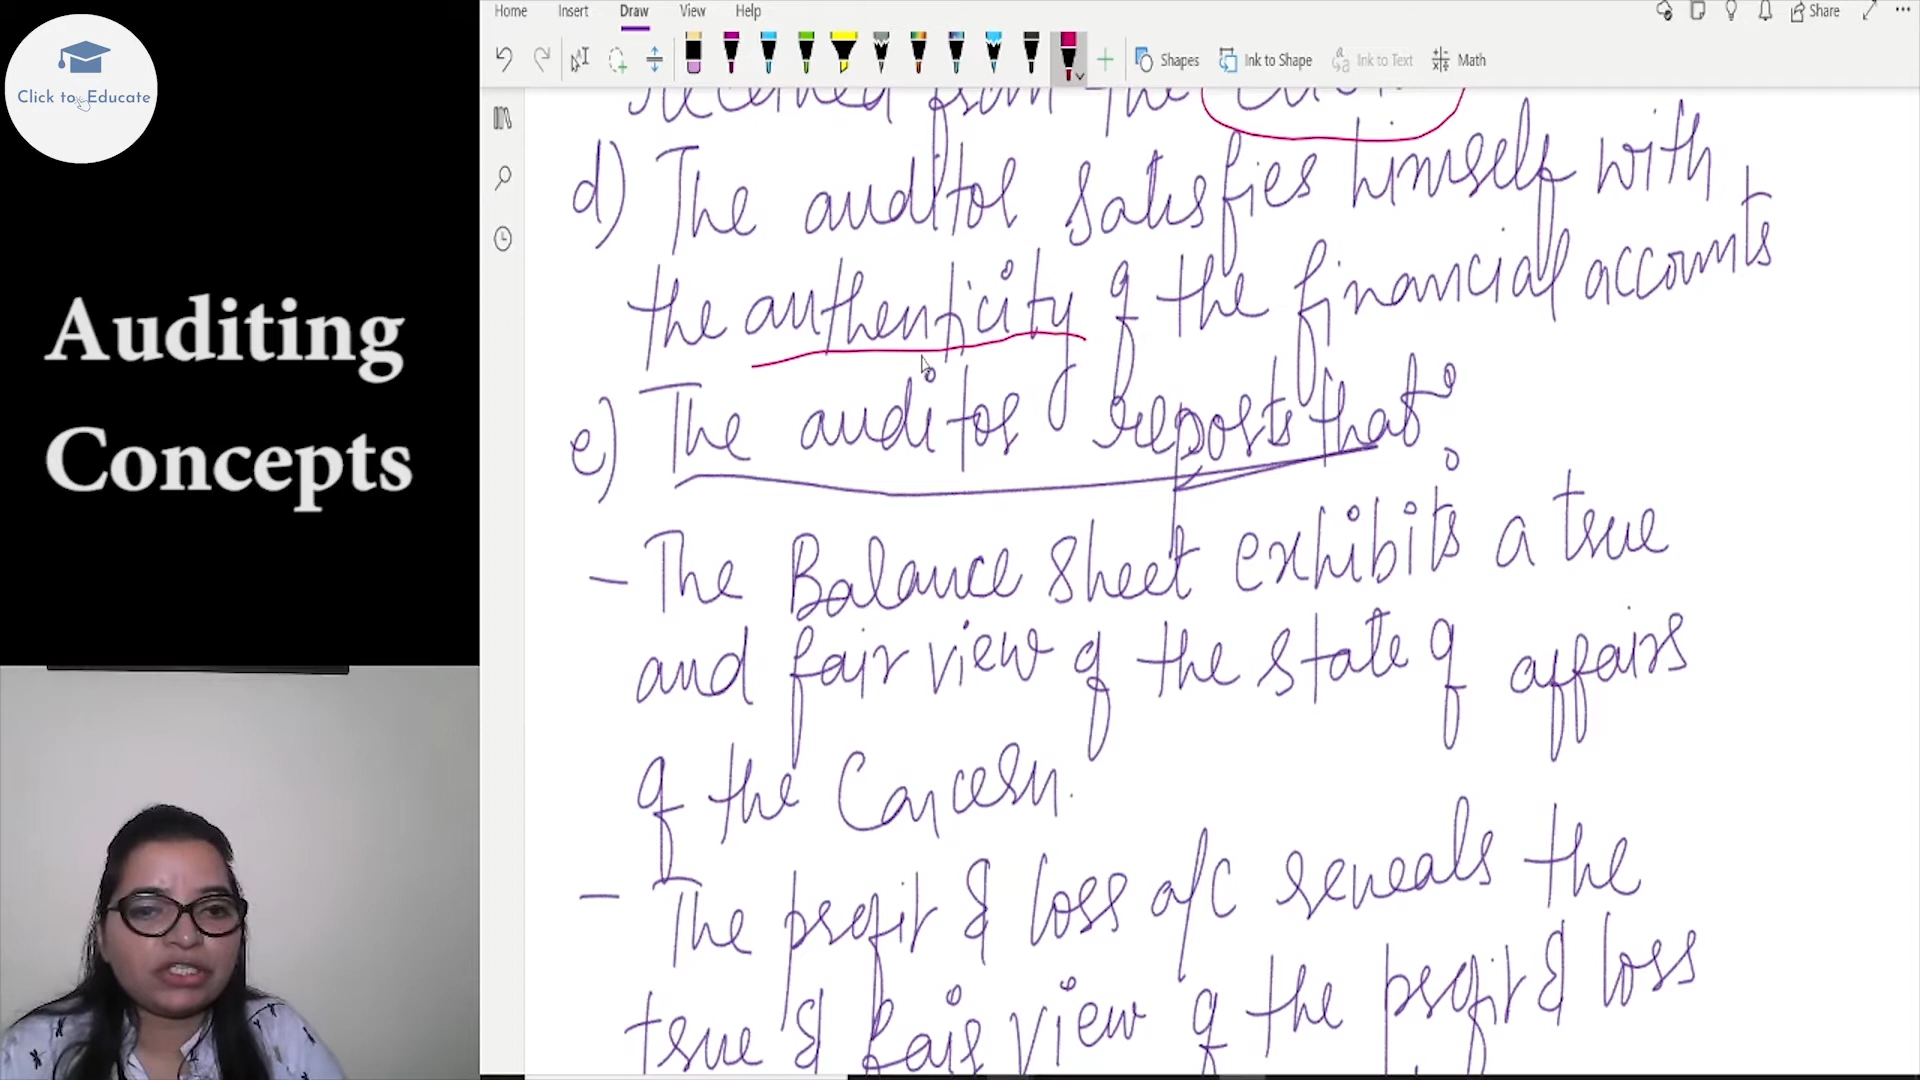 Home Insert Draw View Help
Share
Shapes Ink to Shape Ink to Text Math
Click to Educate
Auditing
Concepts
received from the
d) The auditor satisfies himself with
the authenticity of the financial accounts
e) The auditor reports that :
- The Balance sheet exhibits a true
and fair view of the state of affairs
of the Concern.
- The profit & loss a/c reveals the
true & fair view of the profit & loss